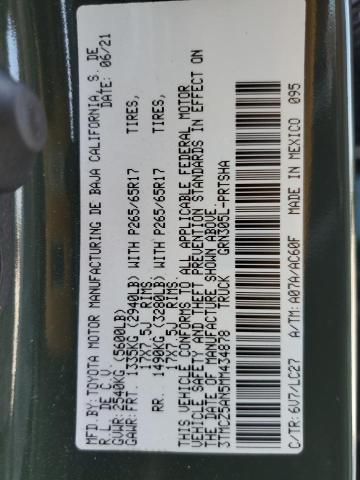 MFD.BY:TOYOTA MOTOR MANUFACTURING DE BAJA CALIFORNIA, S. DE
R. L. DE C.V. DATE: 06/21
GVWR:2540KG (5600LB)
GAWR:FRT. 1335KG (2940LB) WITH P265/65R17 TIRES,
17X7.5J RIMS
RR. 1490KG (3280LB) WITH P265/65R17 TIRES,
17X7.5J RIMS
THIS VEHICLE CONFORMS TO ALL APPLICABLE FEDERAL MOTOR
VEHICLE SAFETY AND THEFT PREVENTION STANDARDS IN EFFECT ON
THE DATE OF MANUFACTURE SHOWN ABOVE.
3TMCZ5AN5MM434078 TRUCK GRN305L-PRTSHA
C/TR:6V7/LC27 A/TM:A07A/AC60F MADE IN MEXICO 095